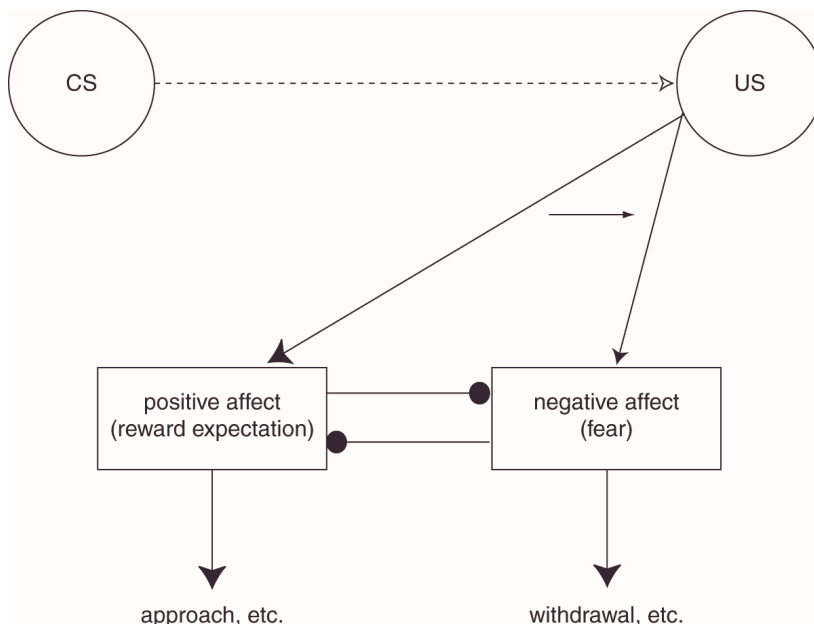 CS
US
positive affect
(reward expectation)
negative affect
(fear)
approach, etc.
withdrawal, etc.